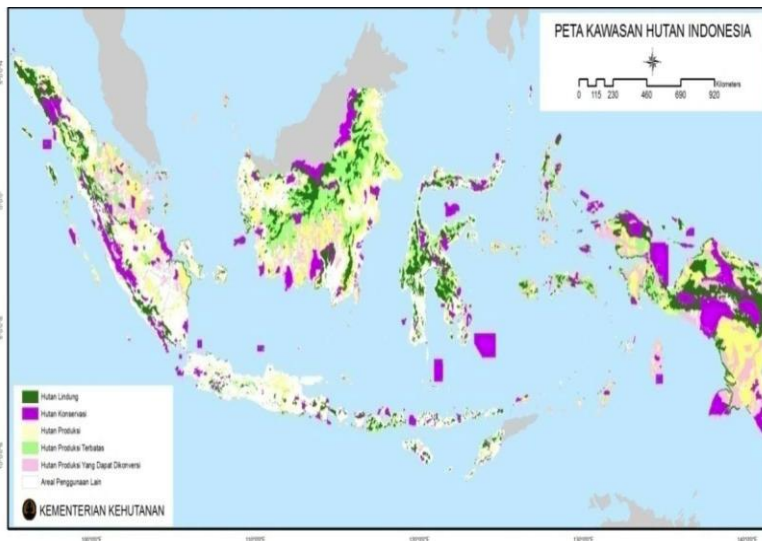 PETA KAWASAN HUTAN INDONESIA
Kilometers
0 115 230 460 690 920
Hutan Lindung
Hutan Konservasi
Hutan Produksi
Hutan Produksi Terbatas
Hutan Produksi Yang Dapat Dikonversi
Areal Penggunaan Lain
KEMENTERIAN KEHUTANAN